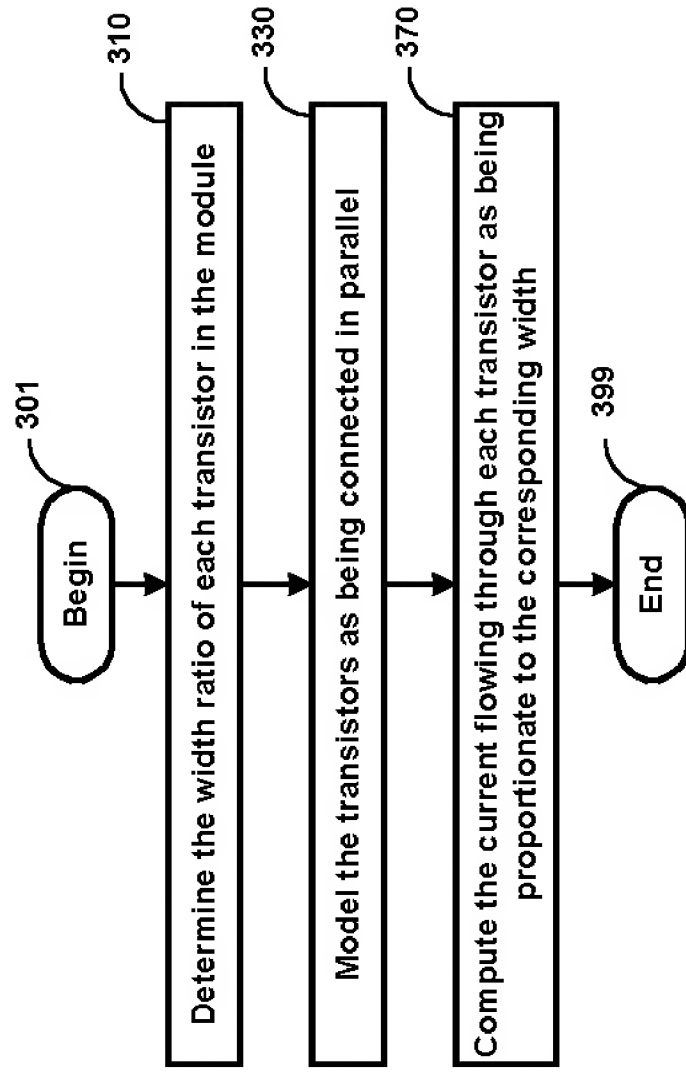 301
Begin
310
Determine the width ratio of each transistor in the module
330
Model the transistors as being connected in parallel
370
Compute the current flowing through each transistor as being
proportionate to the corresponding width
399
End